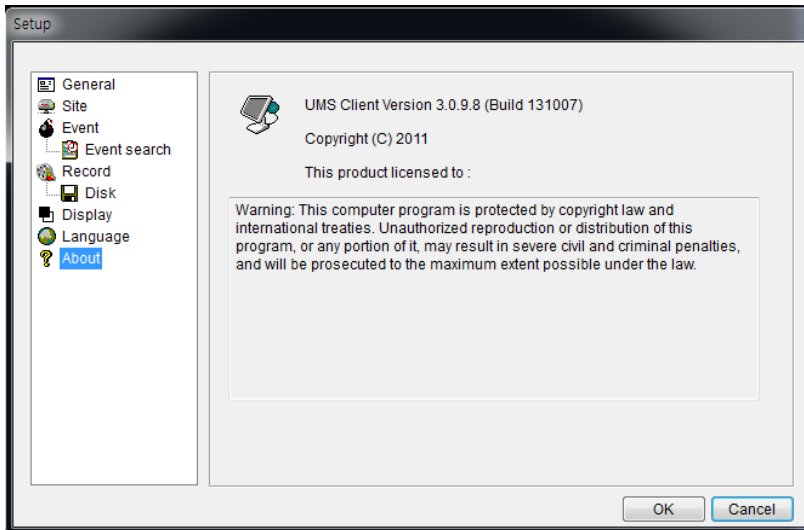 Setup
General
Site
Event
Event search
Record
Disk
Display
Language
About
UMS Client Version 3.0.9.8 (Build 131007)
Copyright (C) 2011
This product licensed to :
Warning: This computer program is protected by copyright law and
international treaties. Unauthorized reproduction or distribution of this
program, or any portion of it, may result in severe civil and criminal penalties,
and will be prosecuted to the maximum extent possible under the law.
OK
Cancel